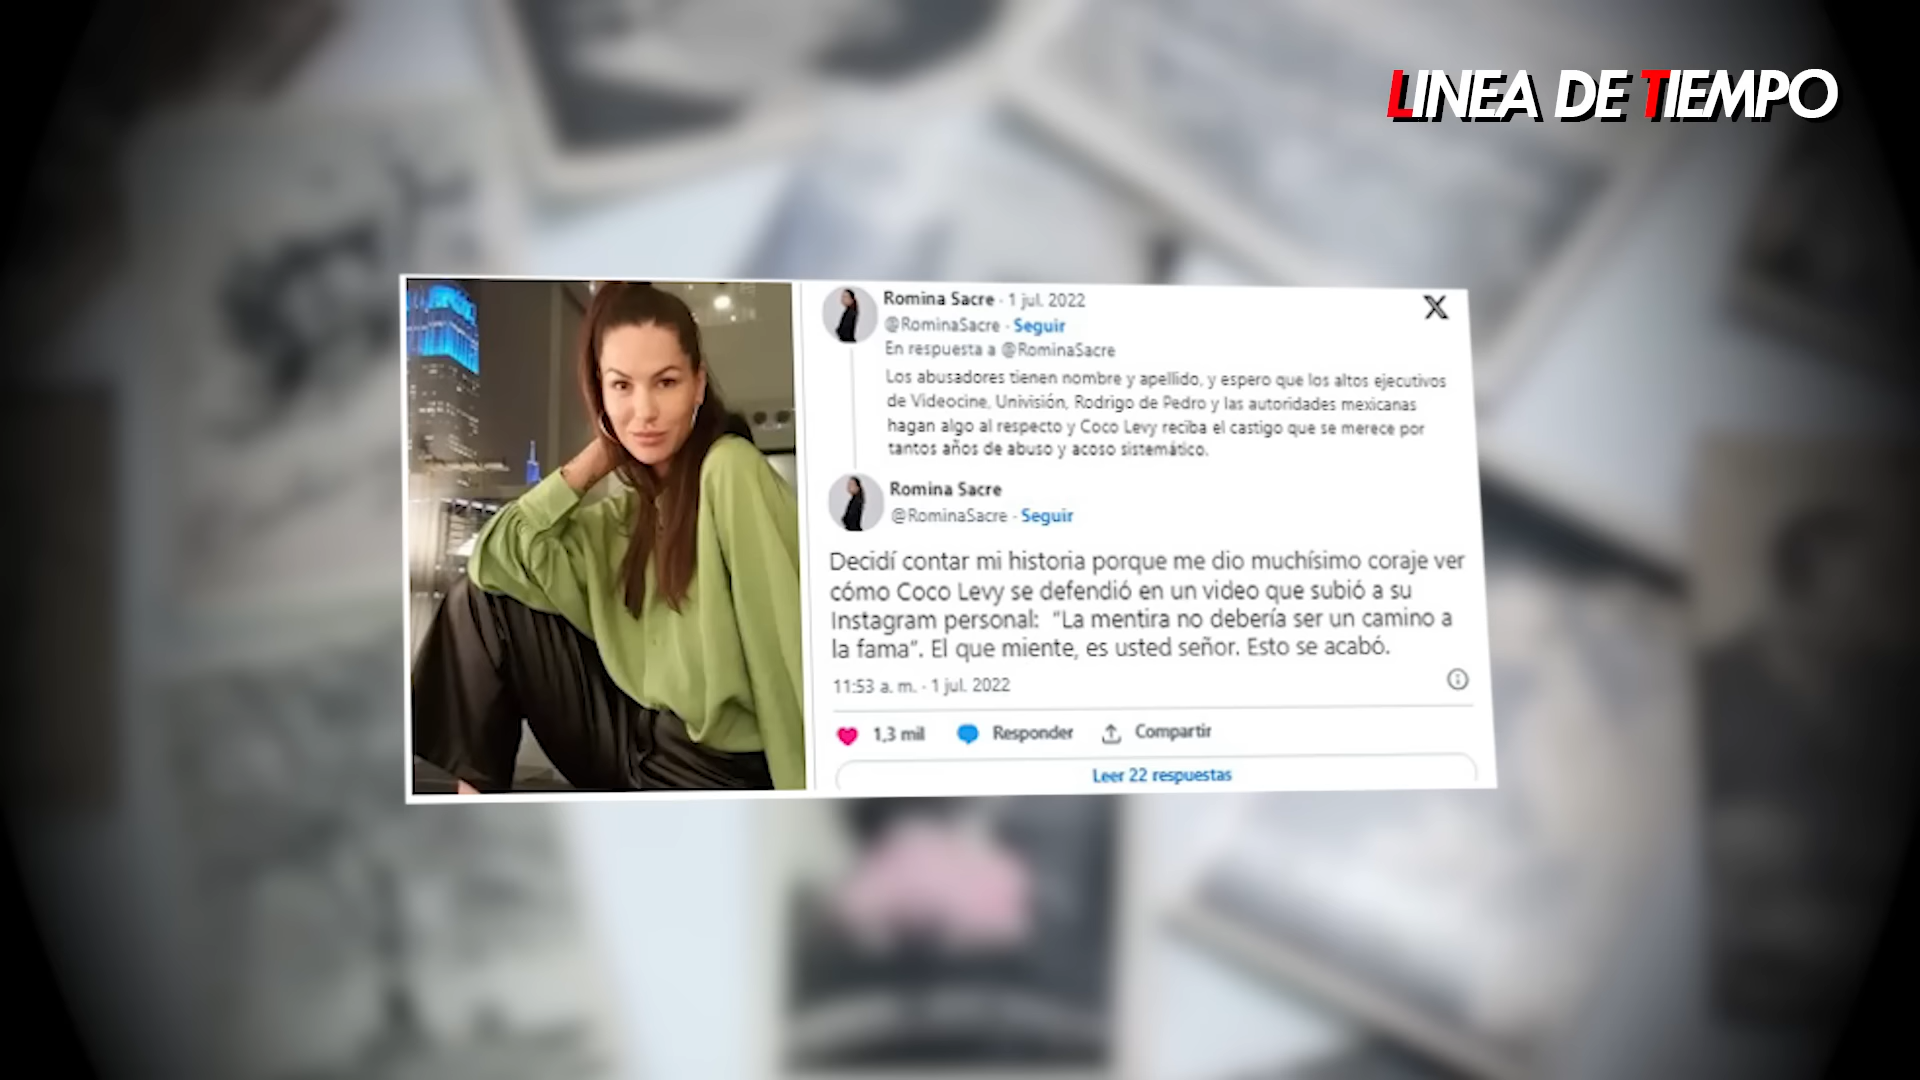 LINEA DE TIEMPO
Romina Sacre · 1 jul. 2022
@RominaSacre · Seguir
En respuesta a @RominaSacre
Los abusadores tienen nombre y apellido, y espero que los altos ejecutivos
de Videocine, Univisión, Rodrigo de Pedro y las autoridades mexicanas
hagan algo al respecto y Coco Levy reciba el castigo que se merece por
tantos años de abuso y acoso sistemático.
Romina Sacre
@RominaSacre · Seguir
Decidí contar mi historia porque me dio muchísimo coraje ver
cómo Coco Levy se defendió en un video que subió a su
Instagram personal: "La mentira no debería ser un camino a
la fama". El que miente, es usted señor. Esto se acabó.
11:53 a. m. · 1 jul. 2022
1,3 mil Responder Compartir
Leer 22 respuestas